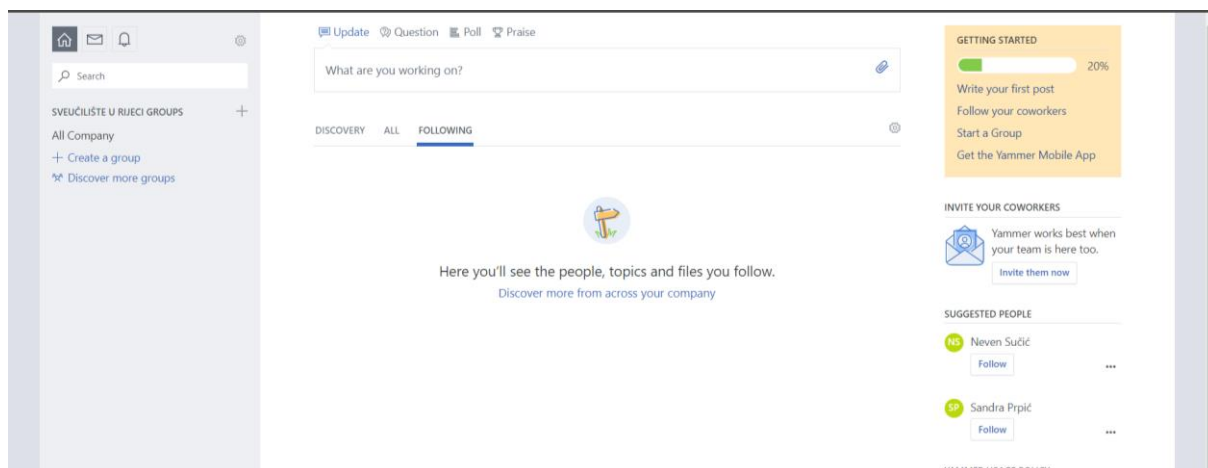 Search
SVEUČILIŠTE U RIJECI GROUPS
All Company
Create a group
Discover more groups
Update Question Poll Praise
What are you working on?
DISCOVERY ALL FOLLOWING
Here you'll see the people, topics and files you follow.
Discover more from across your company
GETTING STARTED
20%
Write your first post
Follow your coworkers
Start a Group
Get the Yammer Mobile App
INVITE YOUR COWORKERS
Yammer works best when
your team is here too.
Invite them now
SUGGESTED PEOPLE
NS Neven Sučić
Follow
SP Sandra Prpić
Follow